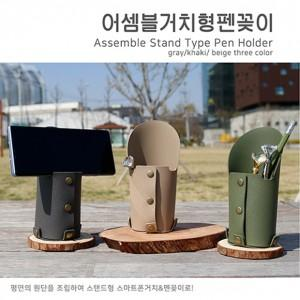 어셈블거치형펜꽂이
Assemble Stand Type Pen Holder
gray/khaki/ beige three color
평면의 원단을 조립하여 스탠드형 스마트폰거치&펜꽂이로!